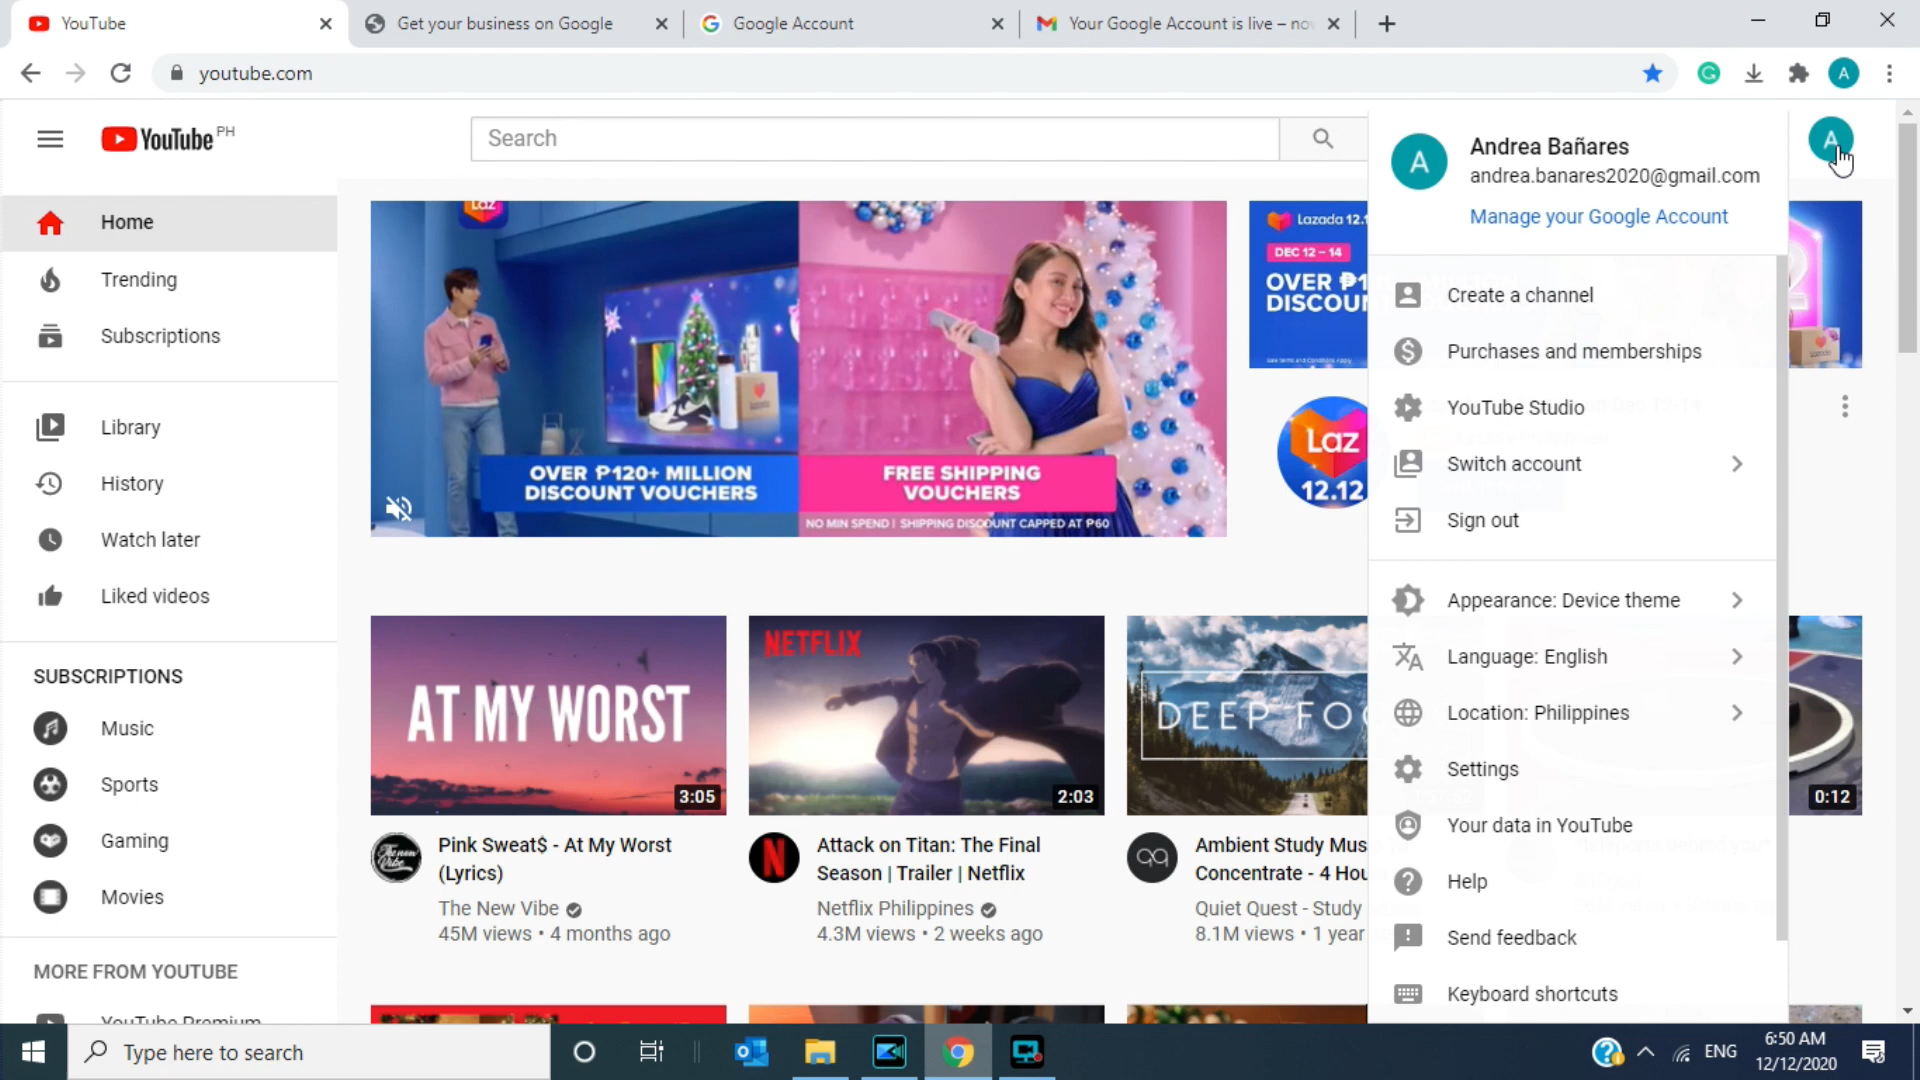 YouTube
Get your business on Google
Google Account
Your Google Account is live – no
youtube.com
A
YouTube PH
Search
A
Andrea Bañares
andrea.banares2020@gmail.com
Manage your Google Account
A
Home
Trending
Subscriptions
Library
History
Watch later
Liked videos
SUBSCRIPTIONS
Music
Sports
Gaming
Movies
MORE FROM YOUTUBE
YouTube Premium
Laz
OVER ₱120+ MILLION
DISCOUNT VOUCHERS
FREE SHIPPING
VOUCHERS
NO MIN SPEND | SHIPPING DISCOUNT CAPPED AT ₱60
Lazada 12.1
DEC 12 – 14
OVER ₱1
DISCOU
Laz
12.12
Create a channel
Purchases and memberships
YouTube Studio
Switch account
Sign out
Appearance: Device theme
Language: English
Location: Philippines
Settings
Your data in YouTube
Help
Send feedback
Keyboard shortcuts
AT MY WORST
3:05
The New Vibe
Pink Sweat$ - At My Worst
(Lyrics)
The New Vibe
45M views • 4 months ago
NETFLIX
2:03
N
Attack on Titan: The Final
Season | Trailer | Netflix
Netflix Philippines
4.3M views • 2 weeks ago
DEEP FOC
Ambient Study Mus
Concentrate - 4 Hou
Quiet Quest - Study
8.1M views • 1 year
0:12
Type here to search
ENG
6:50 AM
12/12/2020